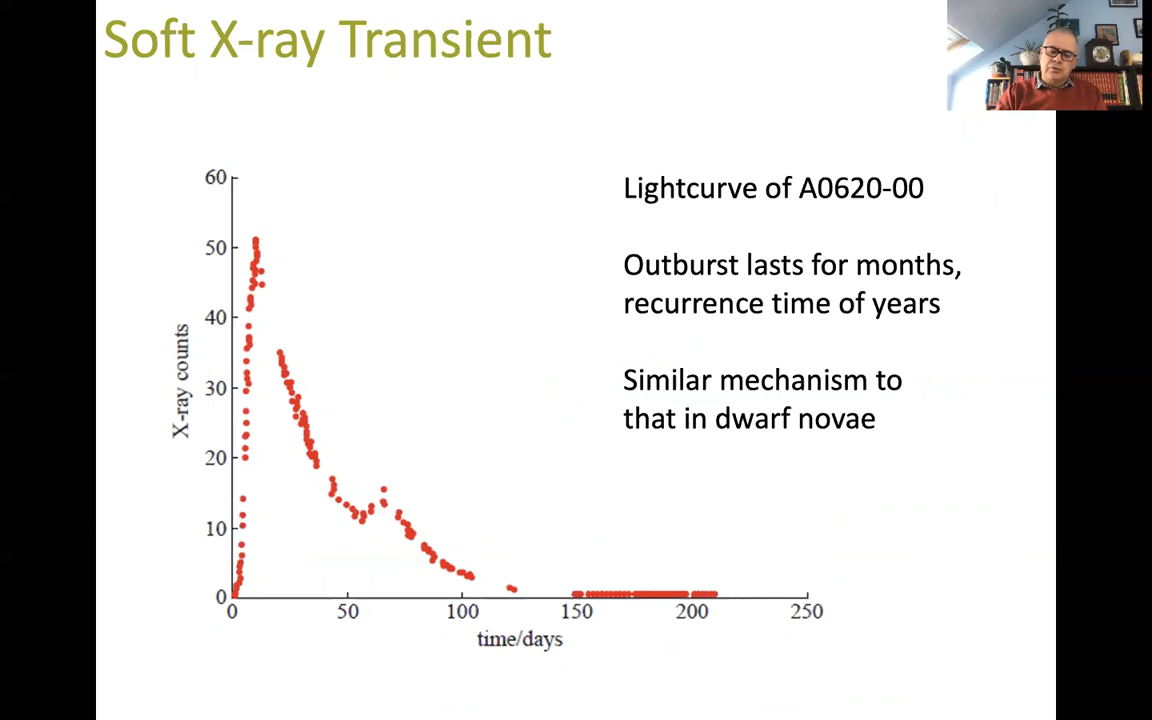 Soft X-ray Transient
Lightcurve of A0620-00
Outburst lasts for months,
recurrence time of years
Similar mechanism to
that in dwarf novae
60
50
40
30
20
10
0
X-ray counts
0 50 100 150 200 250
time/days